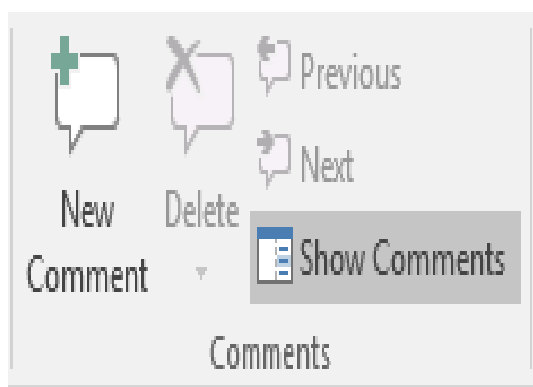 New
Comment
Delete
Previous
Next
Show Comments
Comments